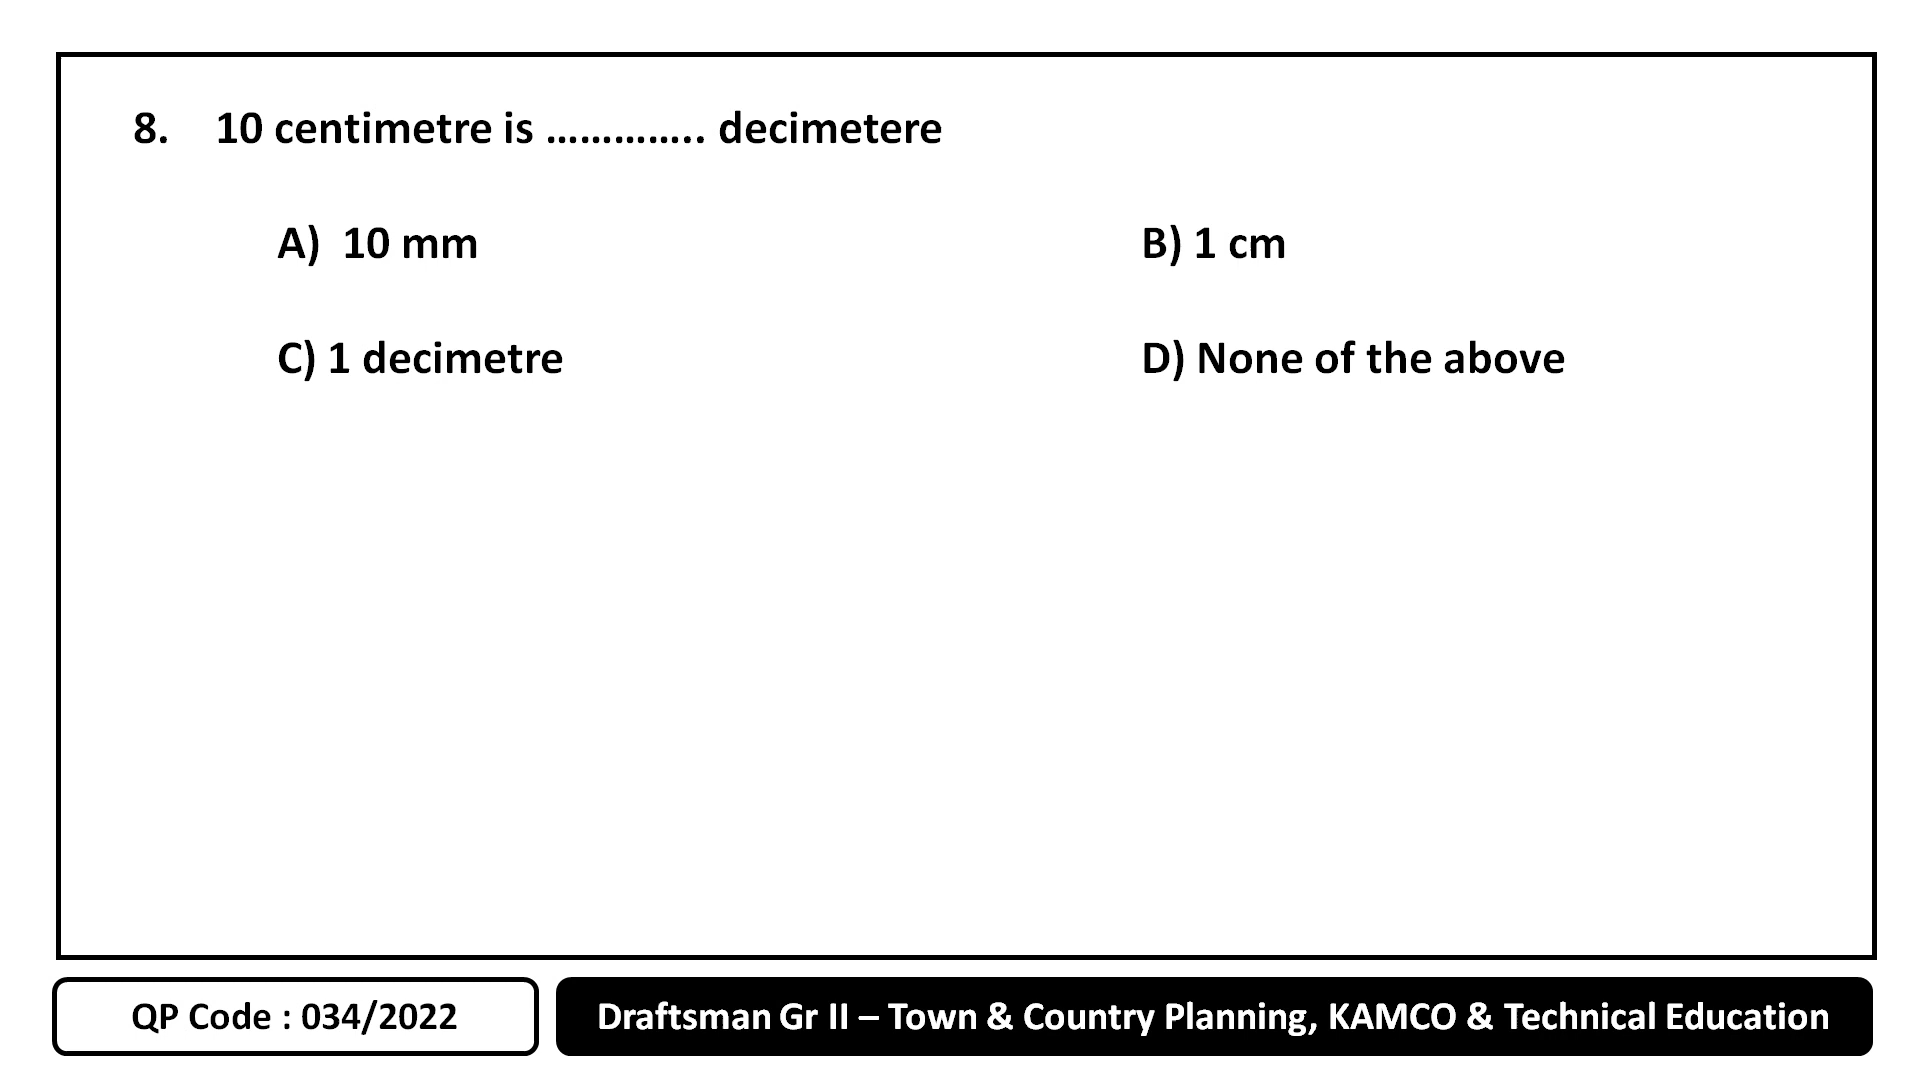 8. 10 centimetre is ………….. decimetere
A) 10 mm B) 1 cm
C) 1 decimetre D) None of the above
QP Code : 034/2022 Draftsman Gr II – Town & Country Planning, KAMCO & Technical Education